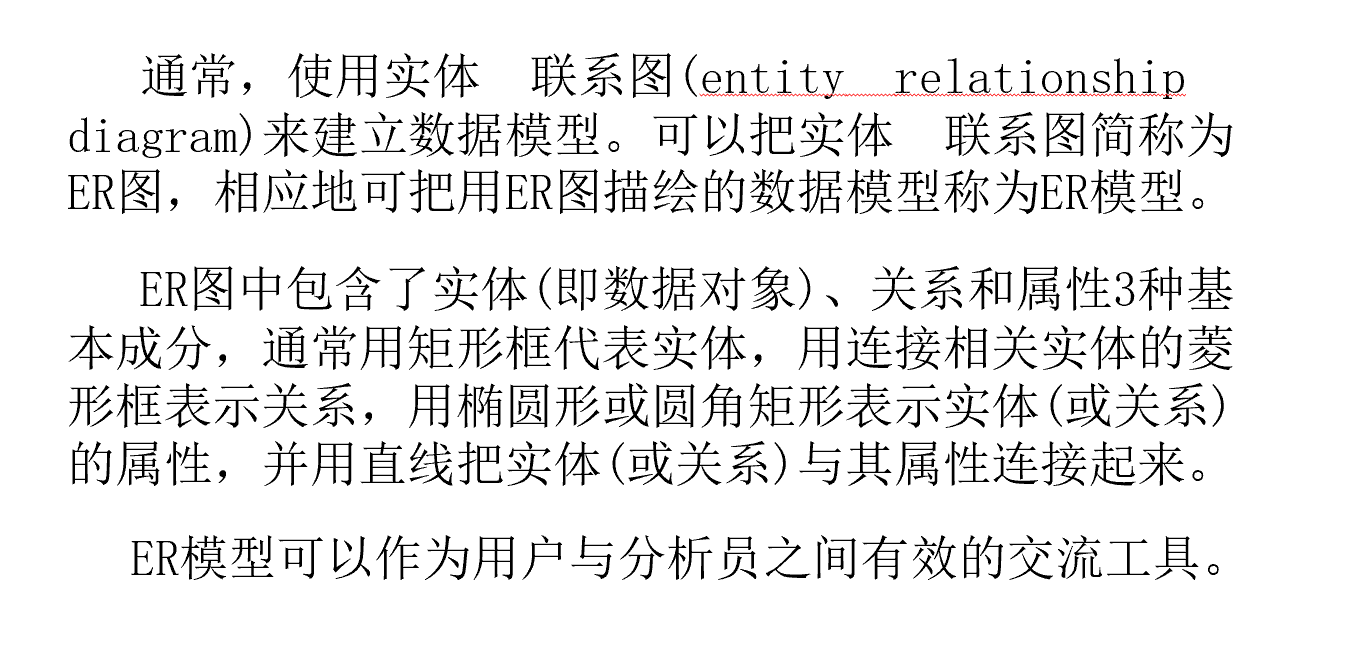 通常，使用实体　联系图(entity　relationship
diagram)来建立数据模型。可以把实体　联系图简称为
ER图，相应地可把用ER图描绘的数据模型称为ER模型。
ER图中包含了实体(即数据对象)、关系和属性3种基
本成分，通常用矩形框代表实体，用连接相关实体的菱
形框表示关系，用椭圆形或圆角矩形表示实体(或关系)
的属性，并用直线把实体(或关系)与其属性连接起来。
ER模型可以作为用户与分析员之间有效的交流工具。